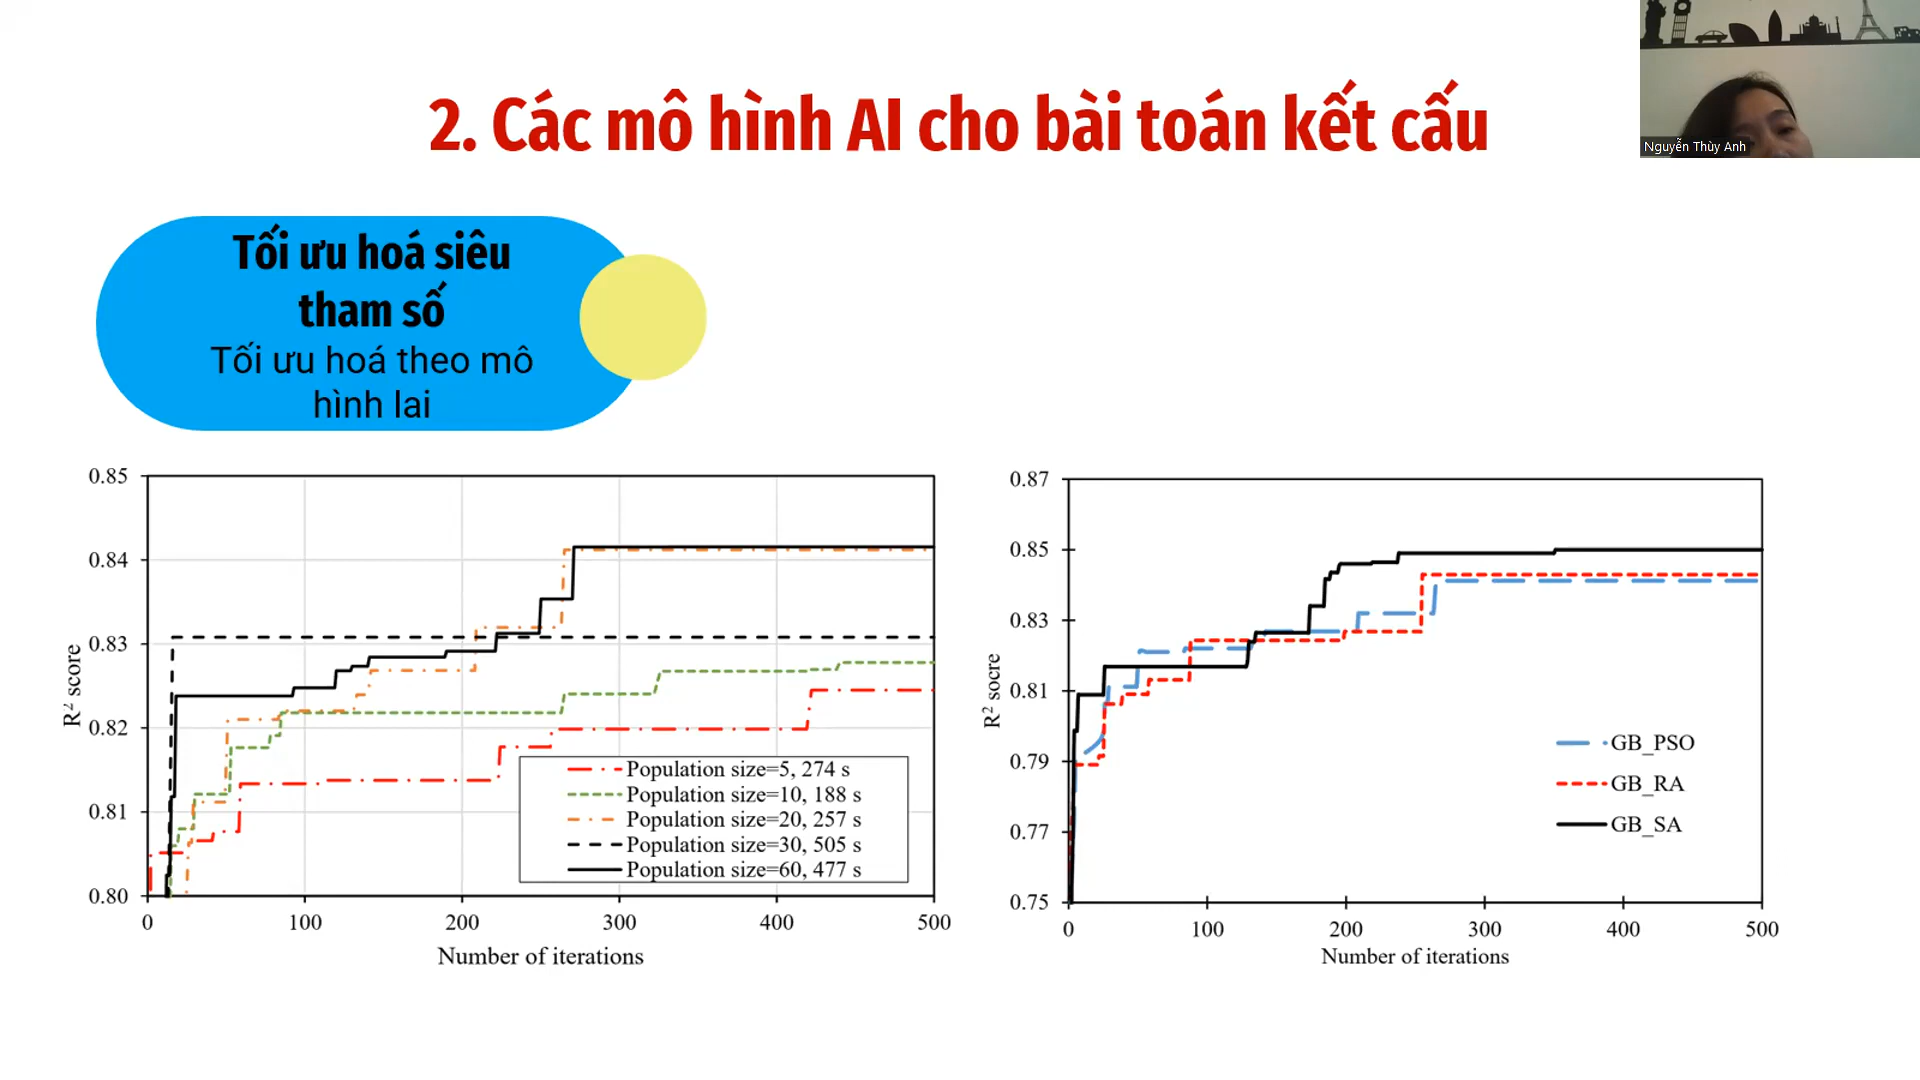 2. Các mô hình AI cho bài toán kết cấu
Nguyễn Thùy Anh
Tối ưu hoá siêu
tham số
Tối ưu hoá theo mô
hình lai
0.85
0.84
0.83
0.82
0.81
0.80
R² score
0 100 200 300 400 500
Number of iterations
Population size=5, 274 s
Population size=10, 188 s
Population size=20, 257 s
Population size=30, 505 s
Population size=60, 477 s
0.87
0.85
0.83
0.81
0.79
0.77
0.75
R² socre
0 100 200 300 400 500
Number of iterations
GB_PSO
GB_RA
GB_SA